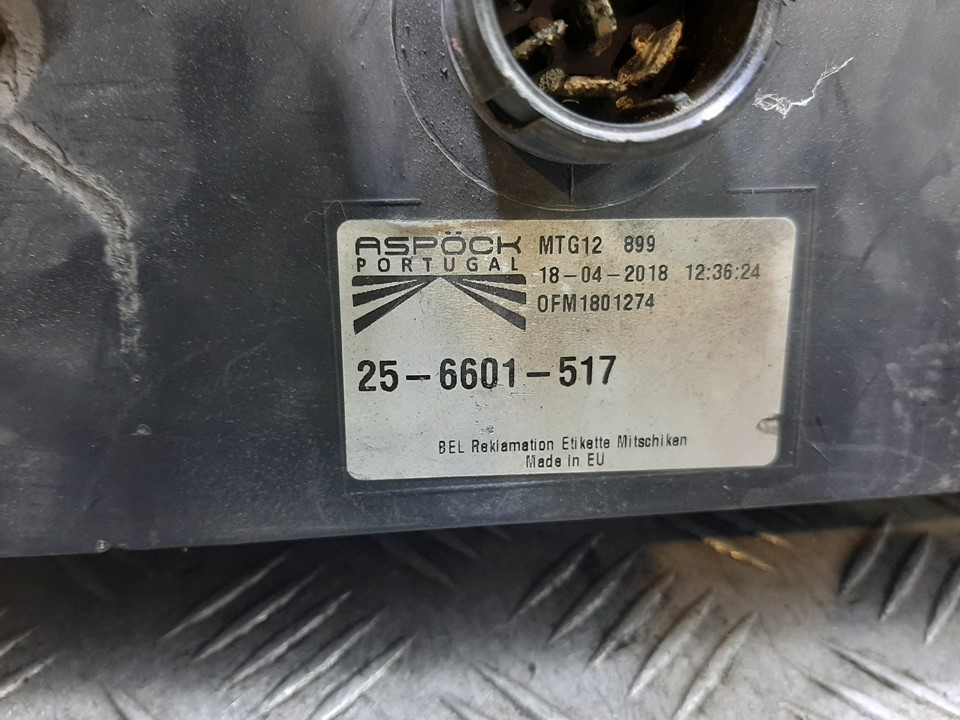 ASPÖCK
PORTUGAL
MTG12 899
18-04-2018 12:36:24
OFM1801274
25-6601-517
BEL Reklamation Etikette Mitschiken
Made in EU